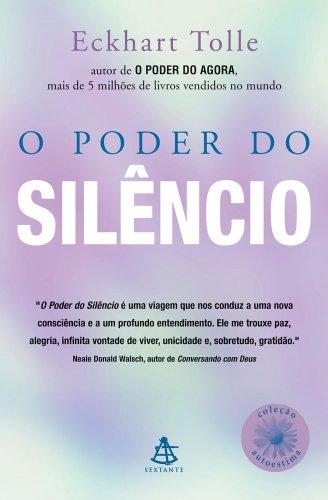 Eckhart Tolle
autor de O PODER DO AGORA,
mais de 5 milhões de livros vendidos no mundo
O PODER DO
SILÊNCIO
"O Poder do Silêncio é uma viagem que nos conduz a uma nova
consciência e a um profundo entendimento. Ele me trouxe paz,
alegria, infinita vontade de viver, unicidade e, sobretudo, gratidão."
Neale Donald Walsch, autor de Conversando com Deus
coleção
autoestima
SEXTANTE